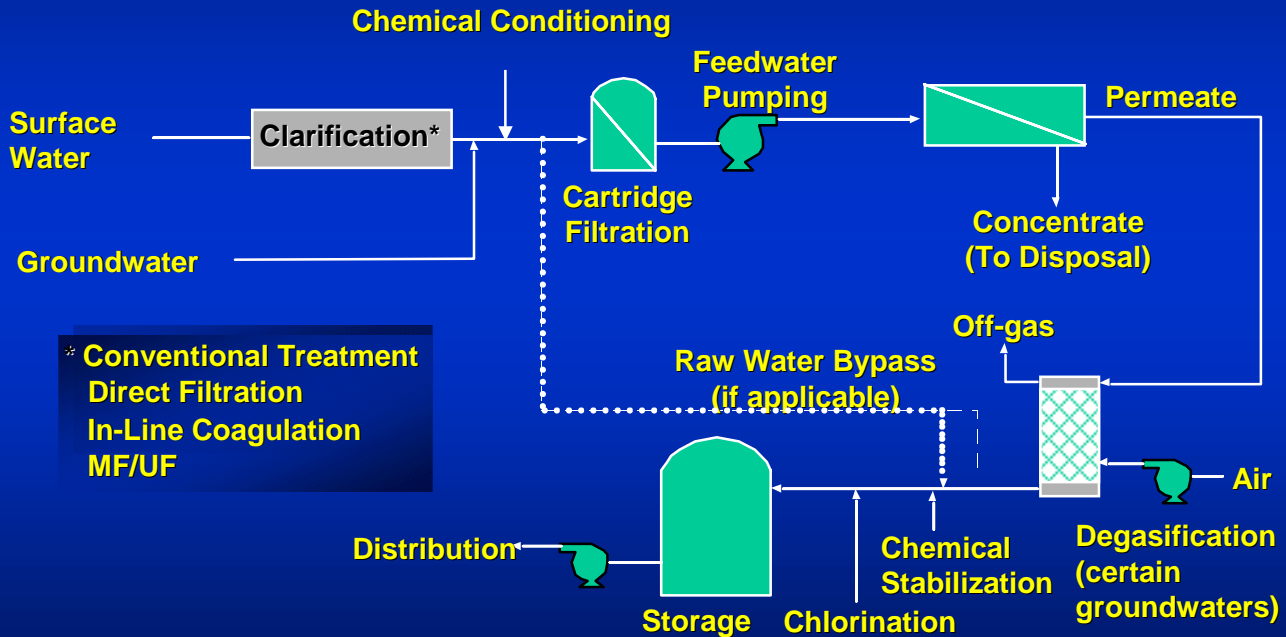 Chemical Conditioning
Feedwater
Pumping
Permeate
Surface
Water
Clarification*
Cartridge
Filtration
Concentrate
(To Disposal)
Groundwater
Off-gas
* Conventional Treatment
Direct Filtration
In-Line Coagulation
MF/UF
Raw Water Bypass
(if applicable)
Air
Distribution
Chemical
Stabilization
Degasification
(certain
groundwaters)
Storage
Chlorination